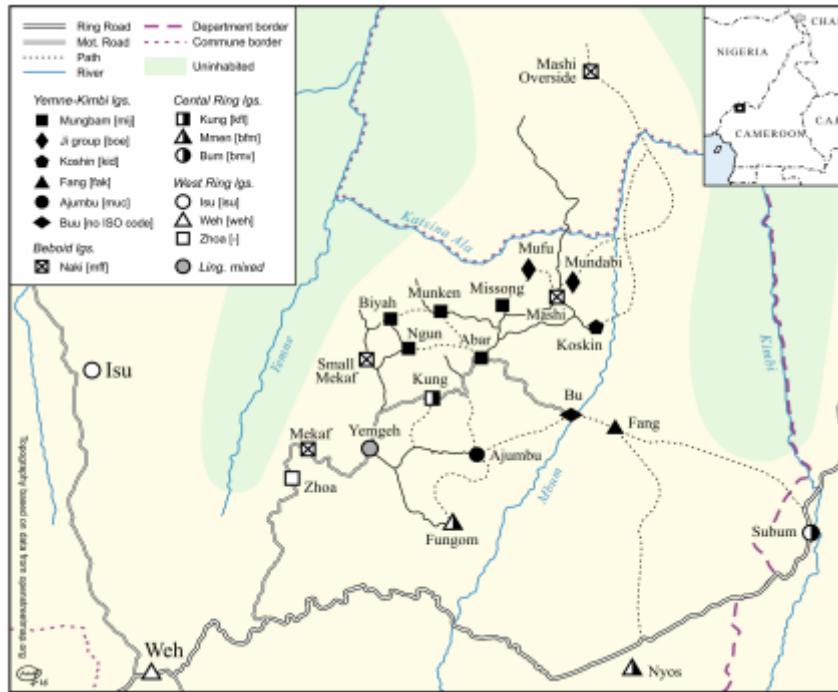 Ring Road
Mot. Road
Path
River
Department border
Commune border
Uninhabited
Yemne-Kimbi lgs.
Mungbam [mij]
Ji group [boe]
Koshin [kid]
Fang [fak]
Ajumbu [muc]
Buu [no ISO code]
Beboid lgs.
Naki [mff]
Cental Ring lgs.
Kung [kfl]
Mmen [bfm]
Bum [bmv]
West Ring lgs.
Isu [isu]
Weh [weh]
Zhoa [-]
Ling. mixed
NIGERIA
CHAD
CAMEROON
C.A.R.
Mashi
Overside
Katsina Ala
Mufu
Mundabi
Missong
Munken
Biyah
Mashi
Ngun
Abar
Koskin
Small
Mekaf
Isu
Yemne
Kimbi
Kung
Bu
Fang
Mekaf
Yemgeh
Ajumbu
Zhoa
Mbum
Fungom
Subum
Weh
Nyos
Topography based on data from openstreetmap.org